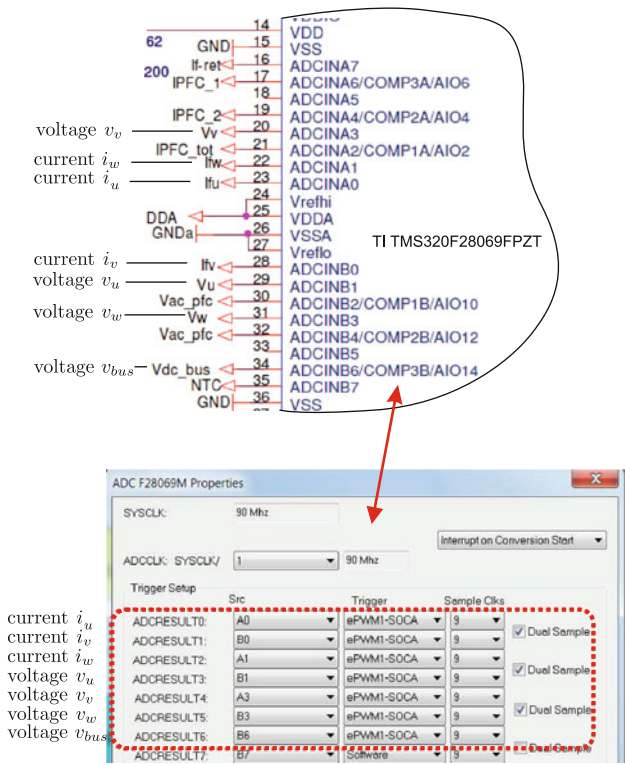 14 VDD
62 GND 15 VSS
200 If-ret 16 ADCINA7
IPFC_1 17 ADCINA6/COMP3A/AIO6
18 ADCINA5
IPFC_2 19 ADCINA4/COMP2A/AIO4
voltage v_v Vv 20 ADCINA3
IPFC_tot 21 ADCINA2/COMP1A/AIO2
current i_w Ifw 22 ADCINA1
current i_u Ifu 23 ADCINA0
24 Vrefhi
DDA 25 VDDA
GNDa 26 VSSA
TI TMS320F28069FPZT
27 Vreflo
current i_v Ifv 28 ADCINB0
voltage v_u Vu 29 ADCINB1
Vac_pfc 30 ADCINB2/COMP1B/AIO10
voltage v_w Vw 31 ADCINB3
Vac_pfc 32 ADCINB4/COMP2B/AIO12
33 ADCINB5
voltage v_bus Vdc_bus 34 ADCINB6/COMP3B/AIO14
NTC 35 ADCINB7
GND 36 VSS
ADC F28069M Properties X
SYSCLK: 90 Mhz
Interrupt on Conversion Start
ADCCLK: SYSCLK/ 1 90 Mhz
Trigger Setup
Src Trigger Sample Clks
current i_u ADCRESULT0: A0 ePWM1-SOCA 9 Dual Sample
current i_v ADCRESULT1: B0 ePWM1-SOCA 9
current i_w ADCRESULT2: A1 ePWM1-SOCA 9 Dual Sample
voltage v_u ADCRESULT3: B1 ePWM1-SOCA 9
voltage v_v ADCRESULT4: A3 ePWM1-SOCA 9 Dual Sample
voltage v_w ADCRESULT5: B3 ePWM1-SOCA 9
voltage v_bus ADCRESULT6: B6 ePWM1-SOCA 9 Dual Sample
ADCRESULT7: B7 Software 9